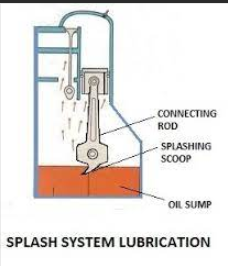 CONNECTING
ROD
SPLASHING
SCOOP
OIL SUMP
SPLASH SYSTEM LUBRICATION